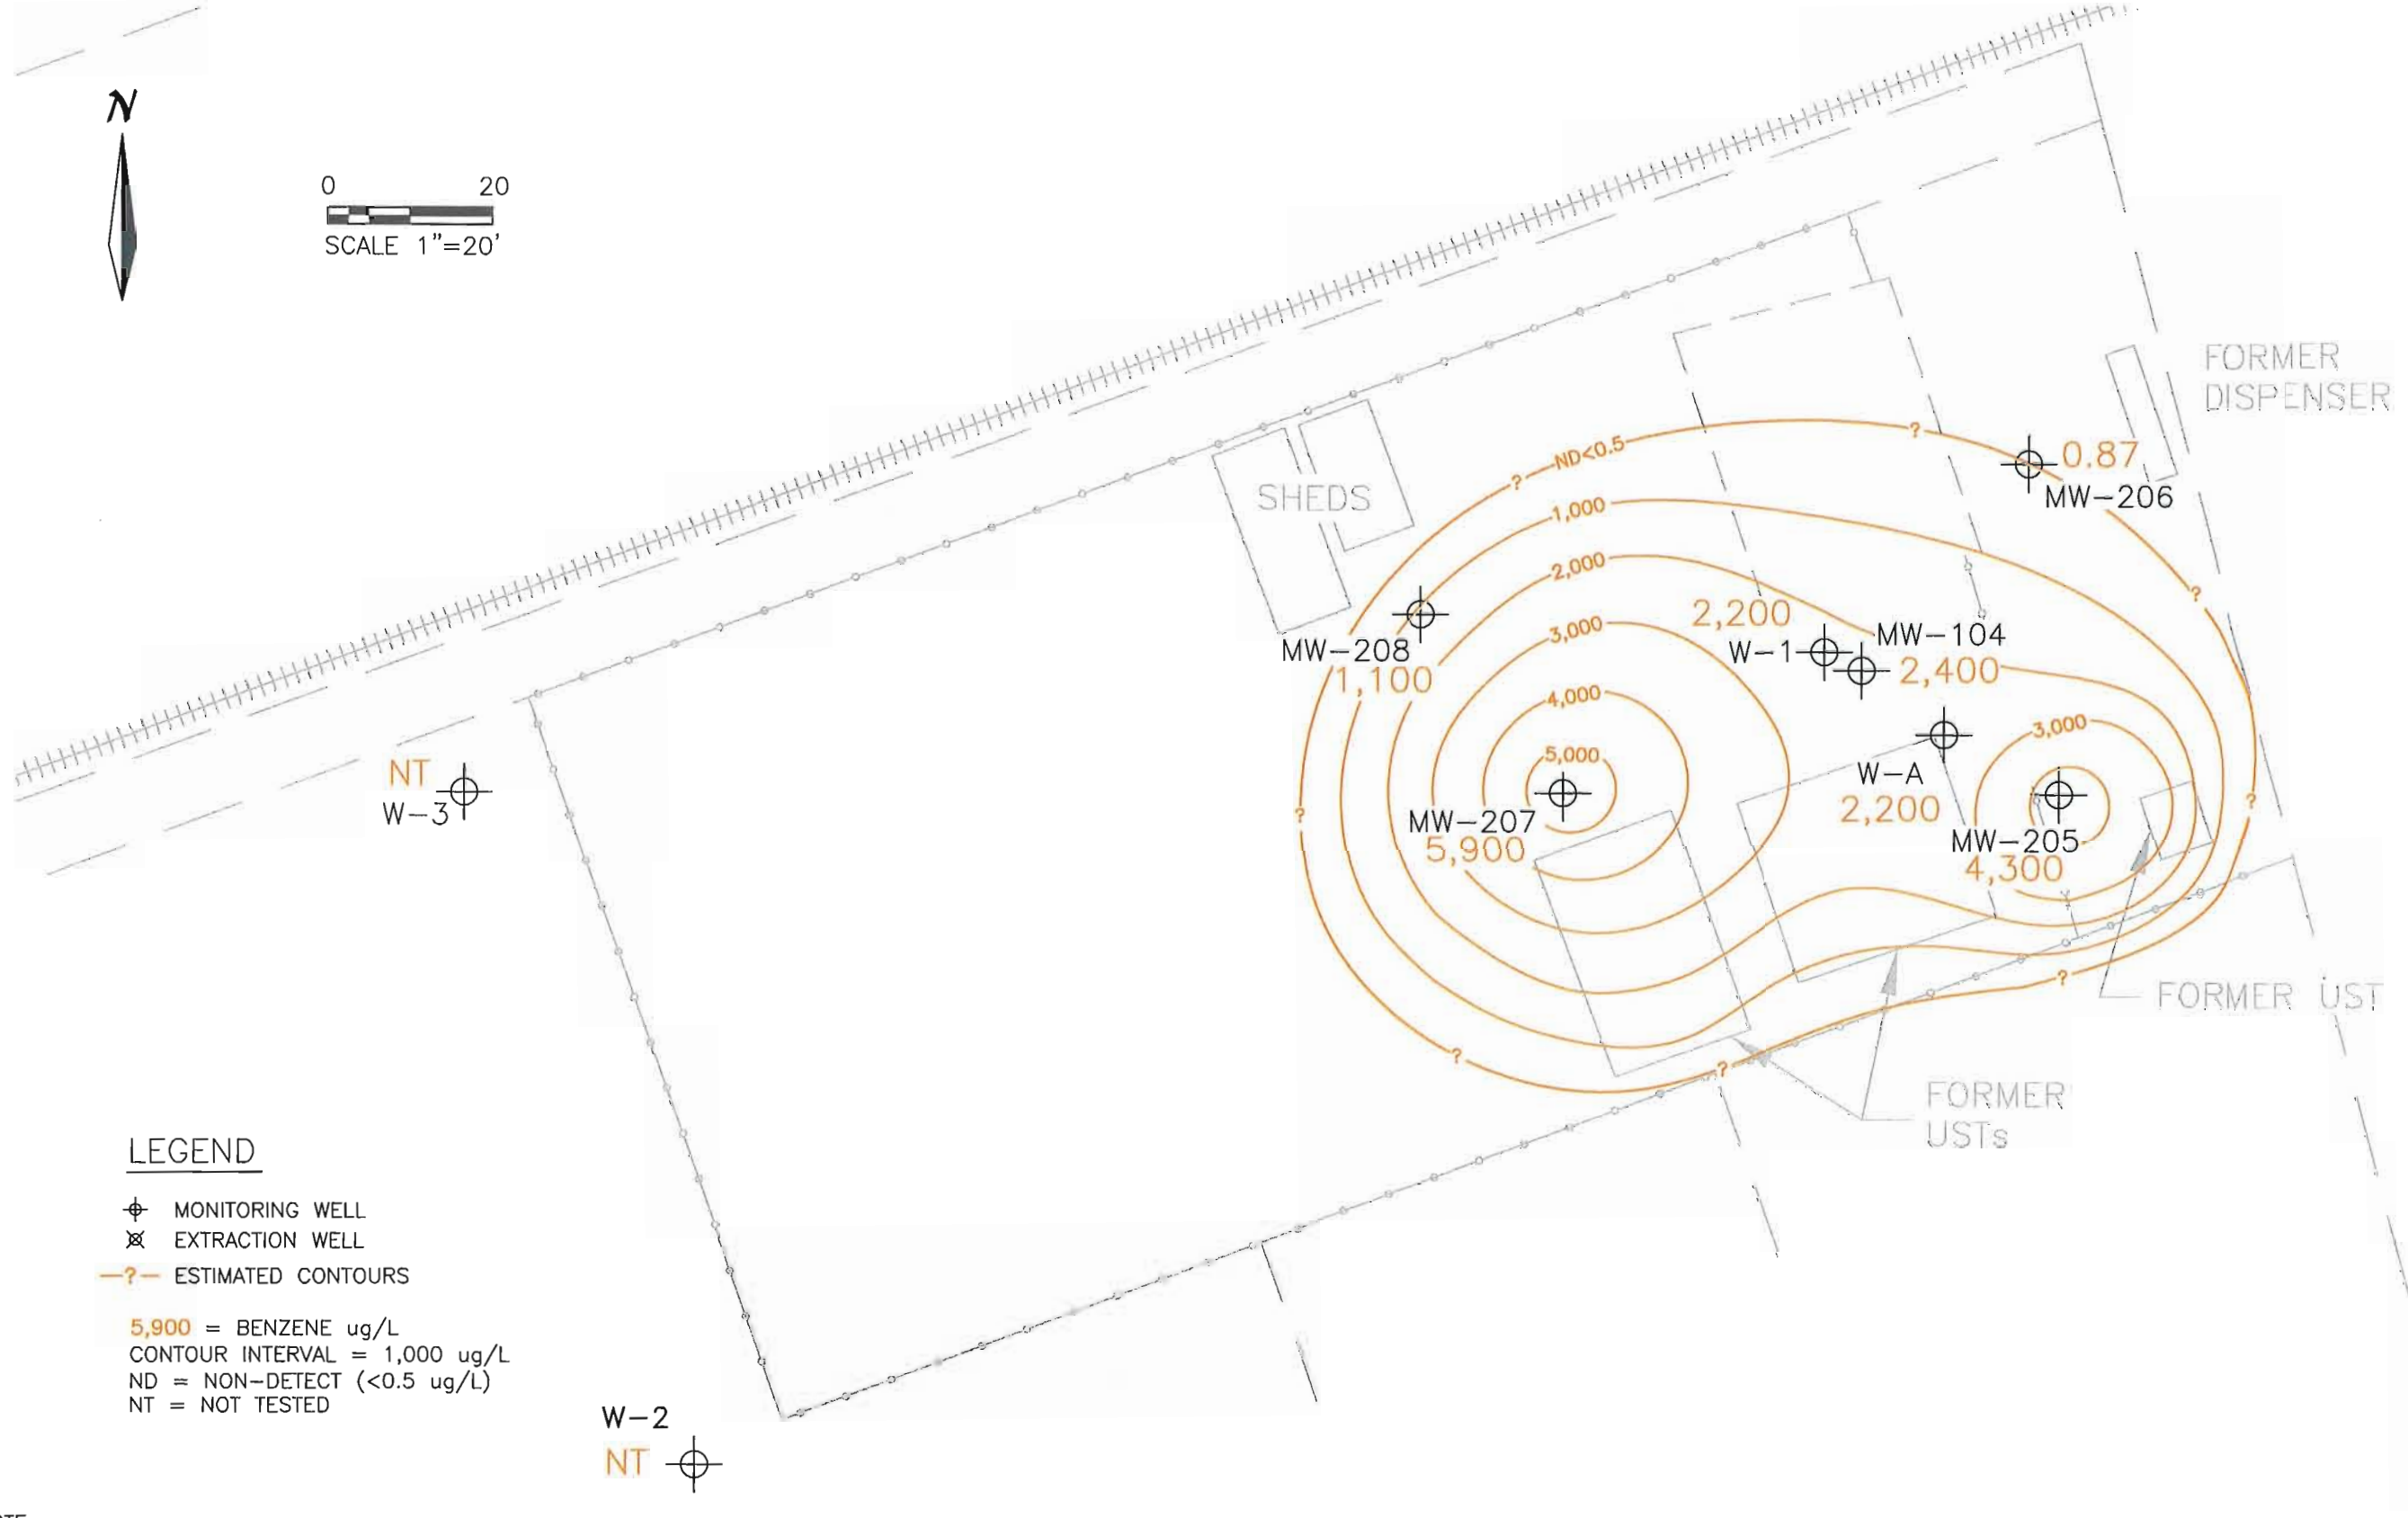 N
0 20
SCALE 1"=20'
FORMER
DISPENSER
ND<0.5
?
?
0.87
MW-206
SHEDS
1,000
2,000
?
2,200
3,000
MW-208
1,100
W-1
MW-104
2,400
4,000
3,000
5,000
NT
W-3
W-A
2,200
MW-207
5,900
MW-205
4,300
?
?
?
FORMER UST
?
?
FORMER
USTs
LEGEND
MONITORING WELL
EXTRACTION WELL
—?— ESTIMATED CONTOURS
5,900 = BENZENE ug/L
CONTOUR INTERVAL = 1,000 ug/L
ND = NON-DETECT (<0.5 ug/L)
NT = NOT TESTED
W-2
NT